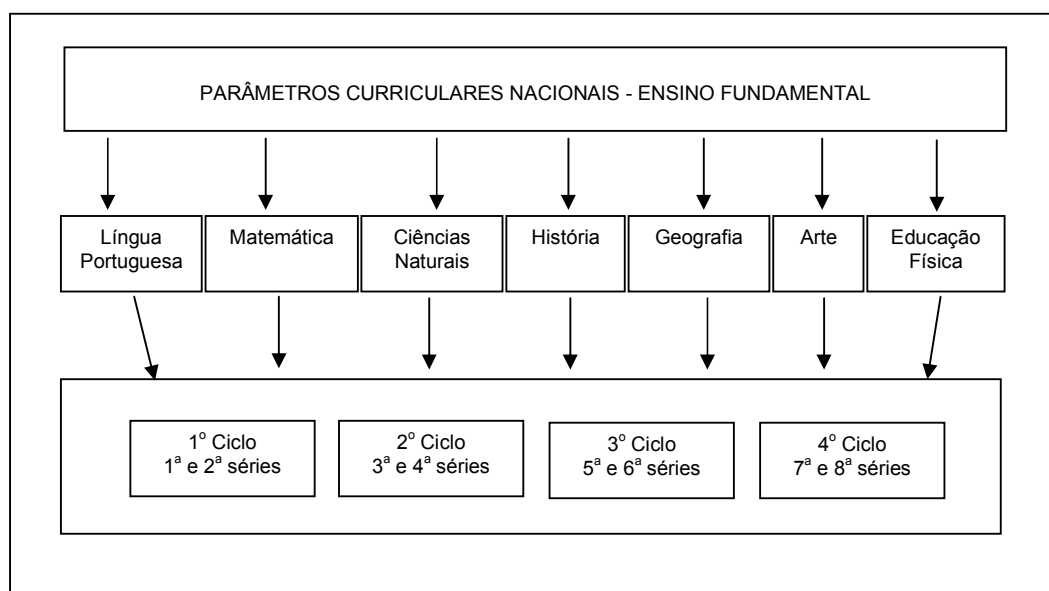 PARÂMETROS CURRICULARES NACIONAIS - ENSINO FUNDAMENTAL
Língua
Portuguesa
Matemática
Ciências
Naturais
História
Geografia
Arte
Educação
Física
1º Ciclo
1ª e 2ª séries
2º Ciclo
3ª e 4ª séries
3º Ciclo
5ª e 6ª séries
4º Ciclo
7ª e 8ª séries